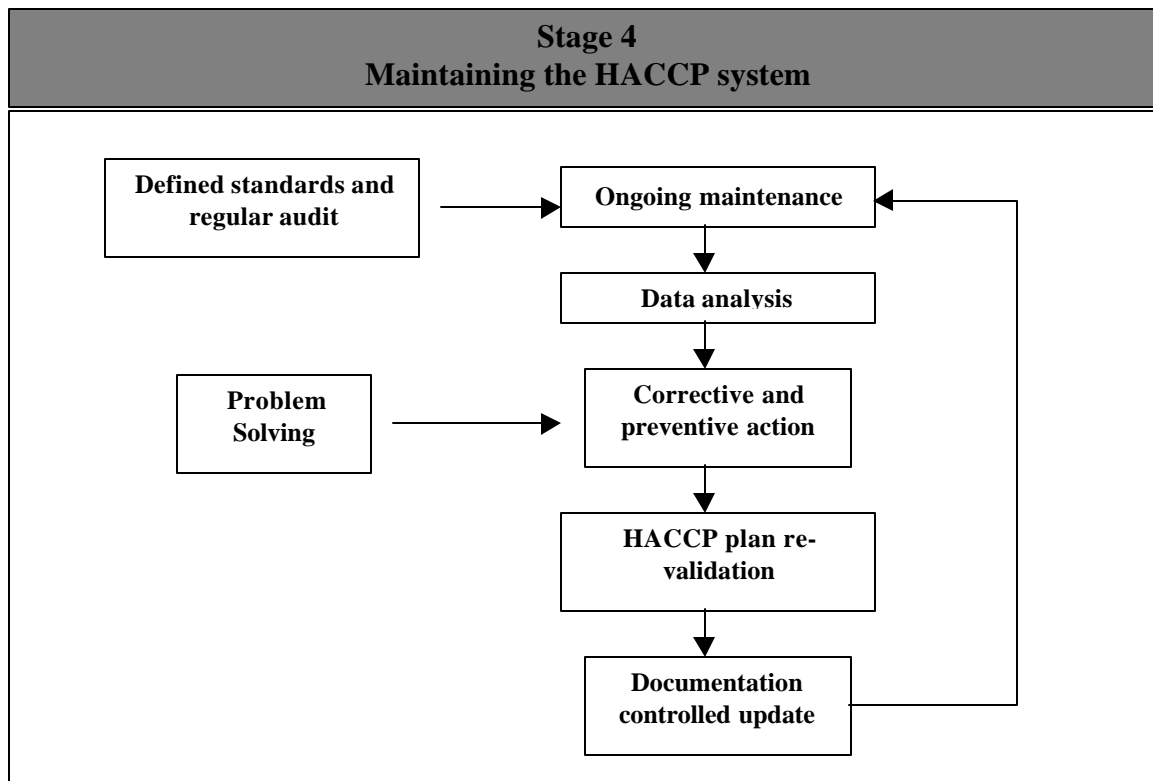 Stage 4
Maintaining the HACCP system
Defined standards and
regular audit
Ongoing maintenance
Data analysis
Problem
Solving
Corrective and
preventive action
HACCP plan re-
validation
Documentation
controlled update